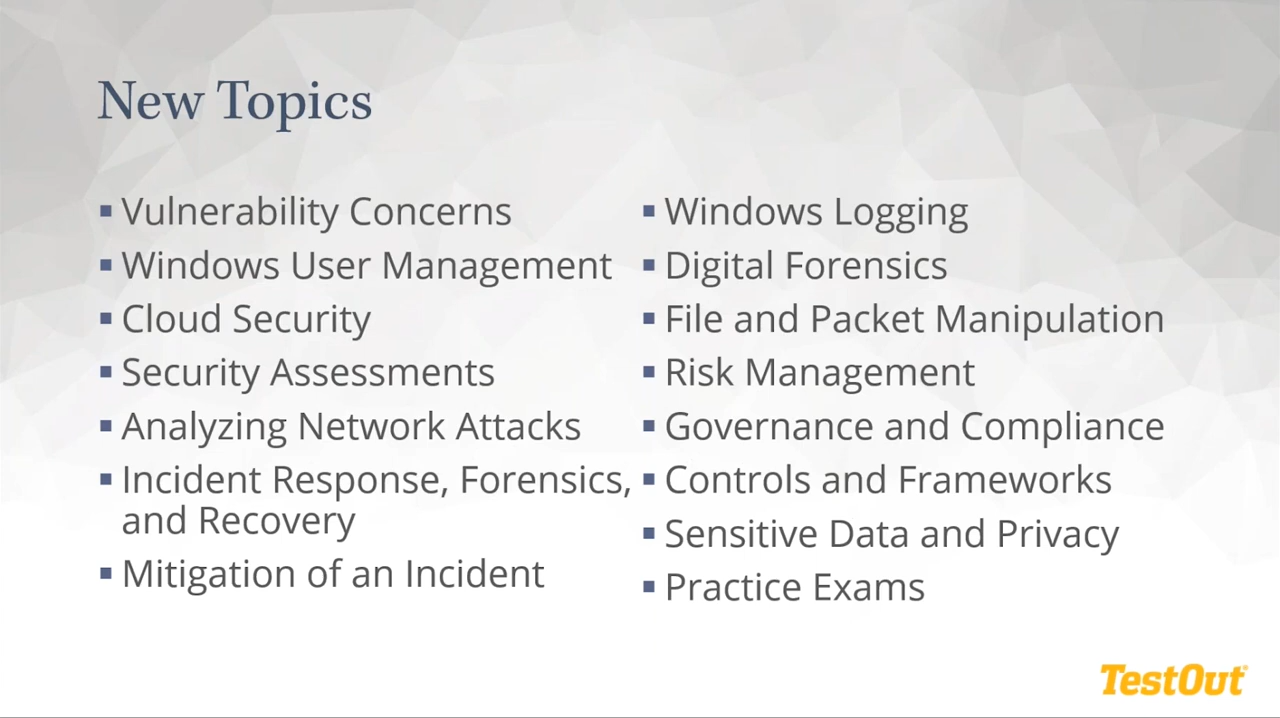 New Topics
▪ Vulnerability Concerns
▪ Windows User Management
▪ Cloud Security
▪ Security Assessments
▪ Analyzing Network Attacks
▪ Incident Response, Forensics,
and Recovery
▪ Mitigation of an Incident
▪ Windows Logging
▪ Digital Forensics
▪ File and Packet Manipulation
▪ Risk Management
▪ Governance and Compliance
▪ Controls and Frameworks
▪ Sensitive Data and Privacy
▪ Practice Exams
TestOut®